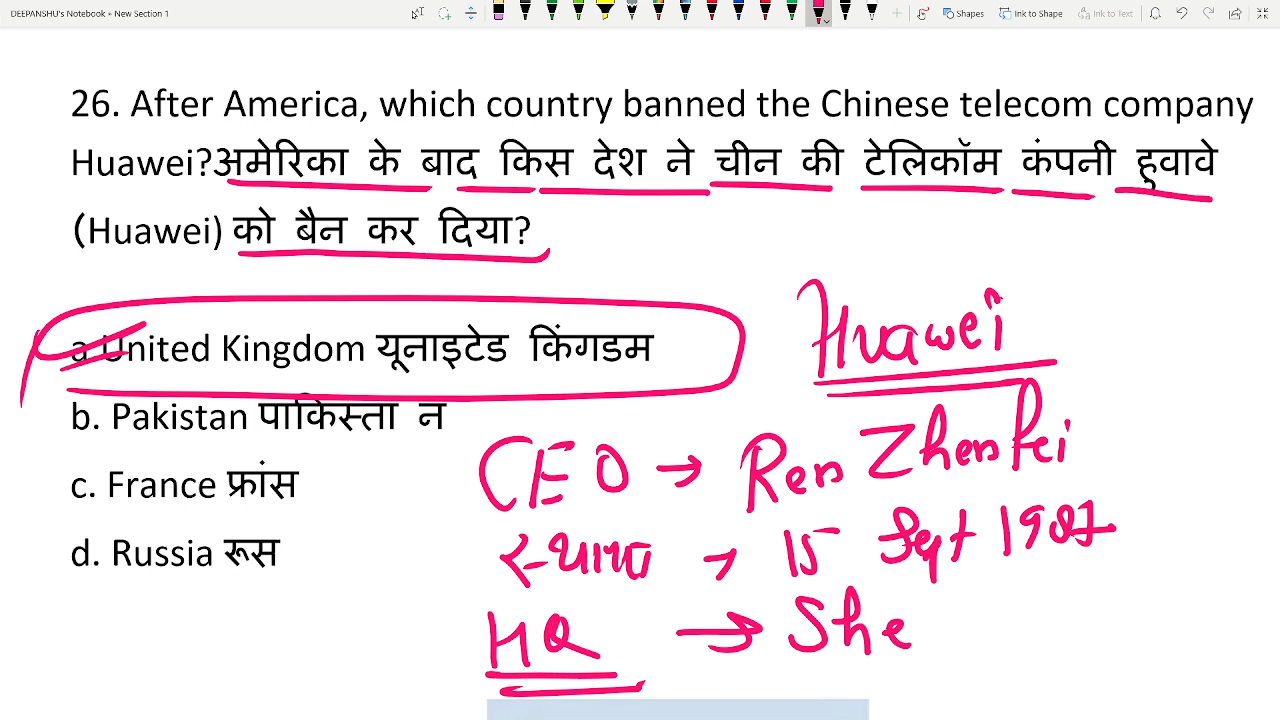 DEEPANSHU's Notebook ▸ New Section 1
Shapes Ink to Shape Ink to Text
26. After America, which country banned the Chinese telecom company
Huawei?अमेरिका के बाद किस देश ने चीन की टेलिकॉम कंपनी हुवावे
(Huawei) को बैन कर दिया?
a United Kingdom यूनाइटेड किंगडम
b. Pakistan पाकिस्ता न
c. France फ्रांस
d. Russia रूस
Huawei
CEO → Ren Zhenfei
→ 15 Sept 1987
HQ → She